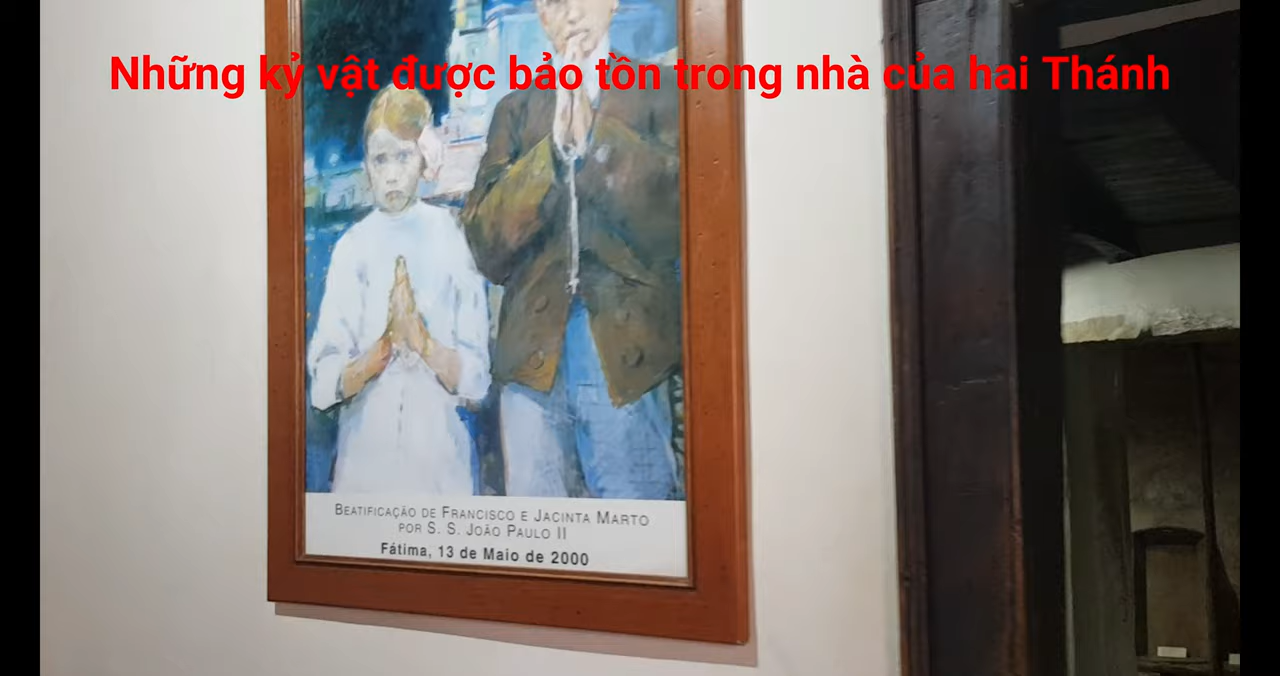 Những kỷ vật được bảo tồn trong nhà của hai Thánh
Beatificação de Francisco e Jacinta Marto
por S. S. João Paulo II
Fátima, 13 de Maio de 2000